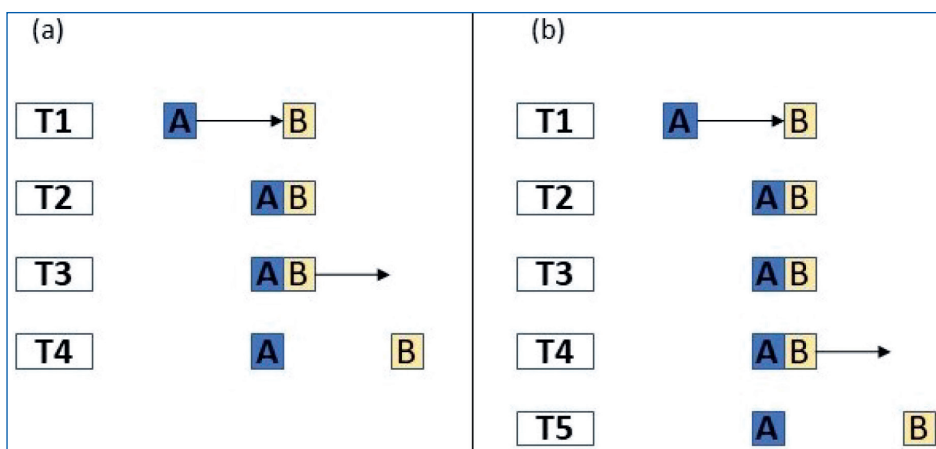 (a)
T1 A B
T2 A B
T3 A B
T4 A B
(b)
T1 A B
T2 A B
T3 A B
T4 A B
T5 A B